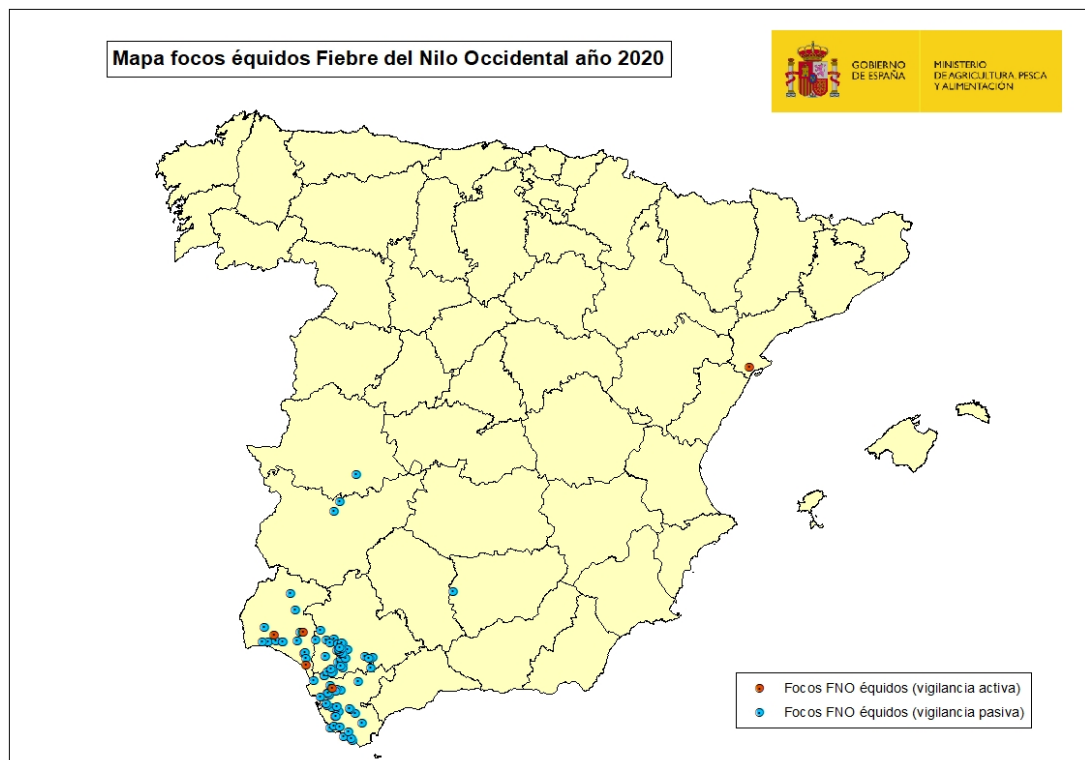 Mapa focos équidos Fiebre del Nilo Occidental año 2020
GOBIERNO
DE ESPAÑA
MINISTERIO
DE AGRICULTURA, PESCA
Y ALIMENTACIÓN
Focos FNO équidos (vigilancia activa)
Focos FNO équidos (vigilancia pasiva)